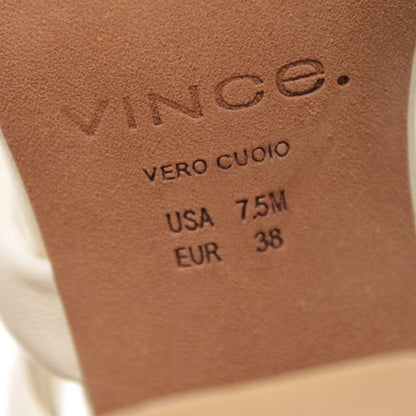 VINCe.
VERO CUOIO
USA 7.5M
EUR 38